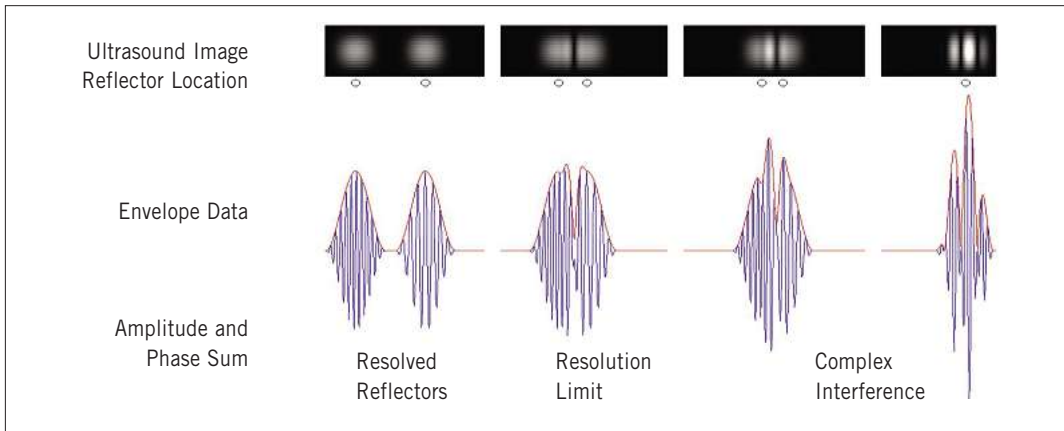 Ultrasound Image
Reflector Location
Envelope Data
Amplitude and
Phase Sum
Resolved
Reflectors
Resolution
Limit
Complex
Interference